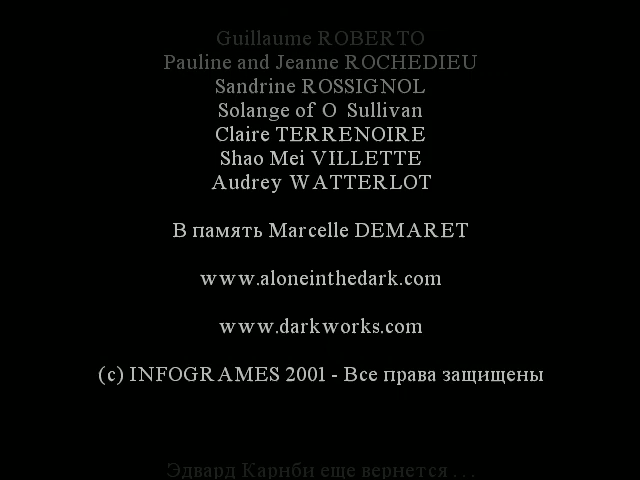 Guillaume ROBERTO
Pauline and Jeanne ROCHEDIEU
Sandrine ROSSIGNOL
Solange of O Sullivan
Claire TERRENOIRE
Shao Mei VILLETTE
Audrey WATTERLOT
В память Marcelle DEMARET
www.aloneinthedark.com
www.darkworks.com
(c) INFOGRAMES 2001 - Все права защищены
Эдвард Карнби еще вернется . . .